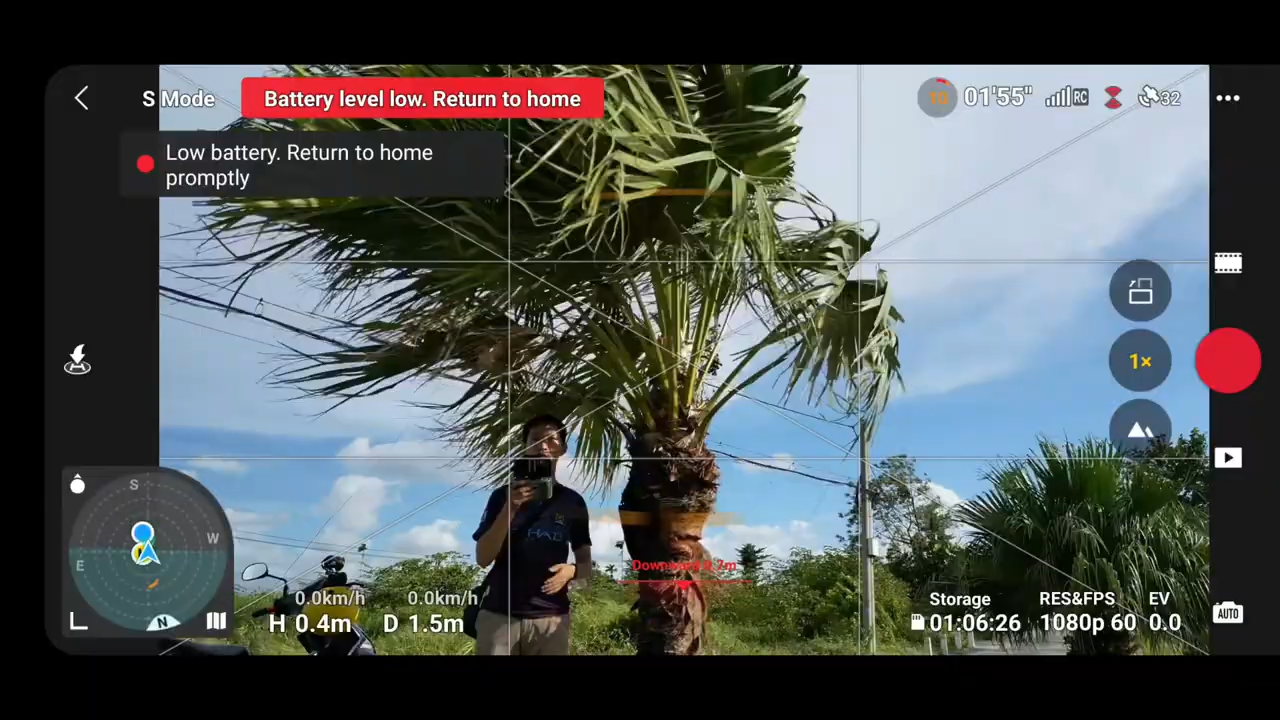 S Mode
Battery level low. Return to home
01'55"
RC
32
Low battery. Return to home
promptly
1×
S
W
E
N
0.0km/h
0.0km/h
H 0.4m
D 1.5m
Storage
01:06:26
RES&FPS
1080p 60
EV
0.0
AUTO